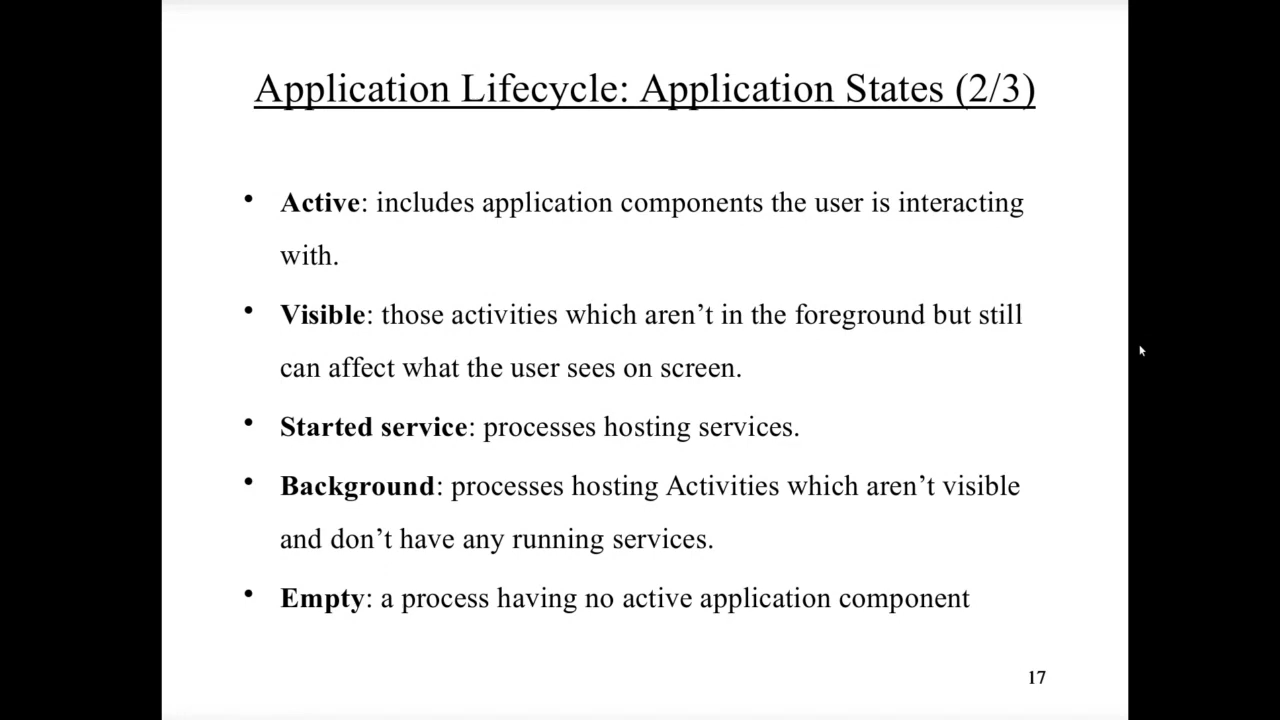 Application Lifecycle: Application States (2/3)
• Active: includes application components the user is interacting
with.
• Visible: those activities which aren’t in the foreground but still
can affect what the user sees on screen.
• Started service: processes hosting services.
• Background: processes hosting Activities which aren’t visible
and don’t have any running services.
• Empty: a process having no active application component
17